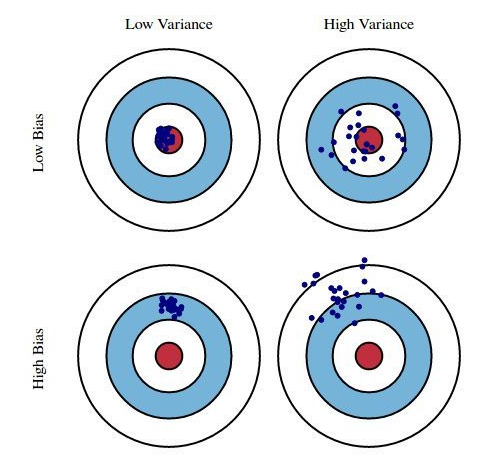 Low Variance
High Variance
Low Bias
High Bias